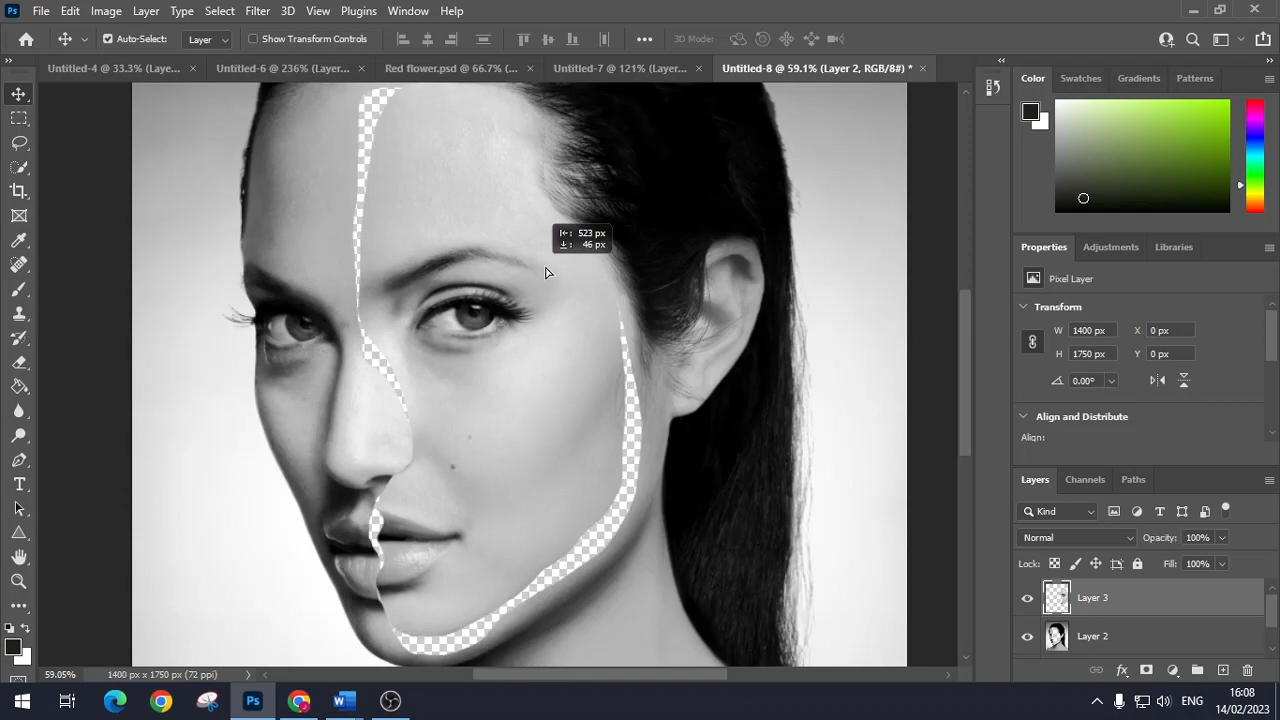 Ps File Edit Image Layer Type Select Filter 3D View Plugins Window Help
Auto-Select: Layer Show Transform Controls 3D Mode:
Untitled-4 @ 33.3% (Laye... × Untitled-6 @ 236% (Layer... × Red flower.psd @ 66.7% (... × Untitled-7 @ 121% (Layer... × Untitled-8 @ 59.1% (Layer 2, RGB/8#) * ×
Color Swatches Gradients Patterns
523 px
46 px
Properties Adjustments Libraries
Pixel Layer
Transform
W 1400 px X 0 px
H 1750 px Y 0 px
0.00°
Align and Distribute
Align:
Layers Channels Paths
Kind
Normal Opacity: 100%
Lock: Fill: 100%
Layer 3
Layer 2
59.05% 1400 px x 1750 px (72 ppi)
ENG
16:08
14/02/2023